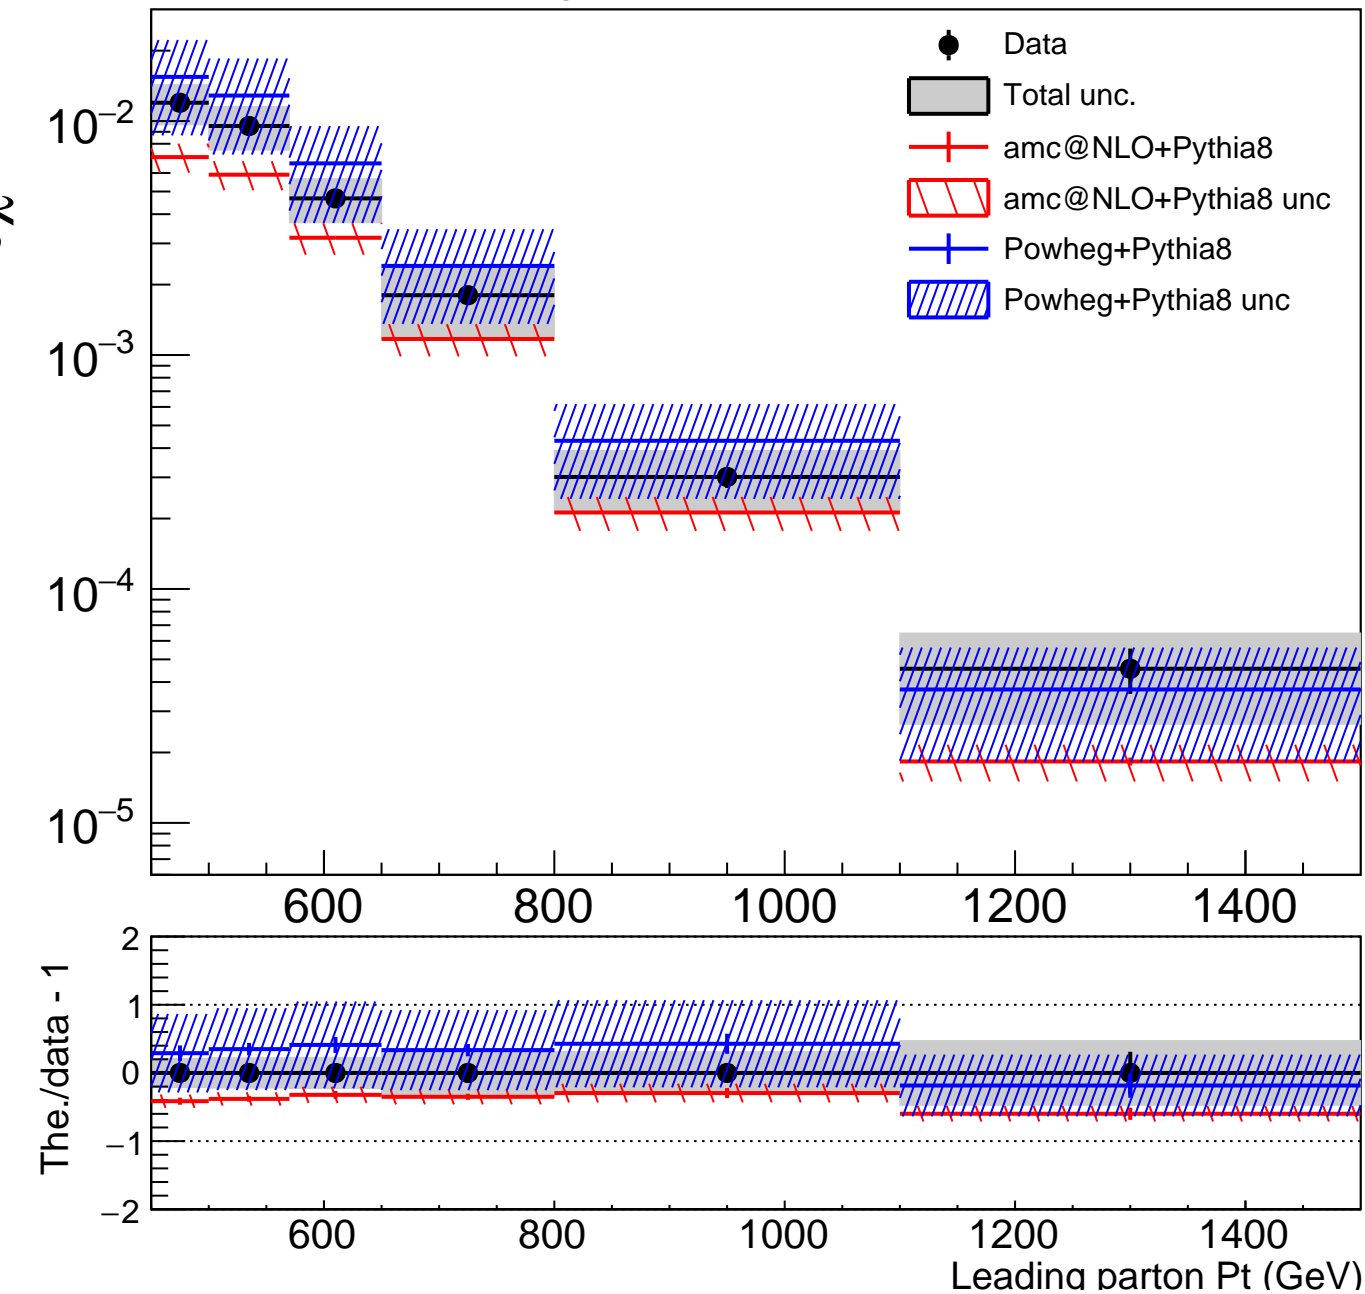 Data
Total unc.
amc@NLO+Pythia8
amc@NLO+Pythia8 unc
Powheg+Pythia8
Powheg+Pythia8 unc
10−2
10−3
10−4
10−5
600 800 1000 1200 1400
The./data - 1
2
1
0
−1
−2
600 800 1000 1200 1400
Leading parton Pt (GeV)